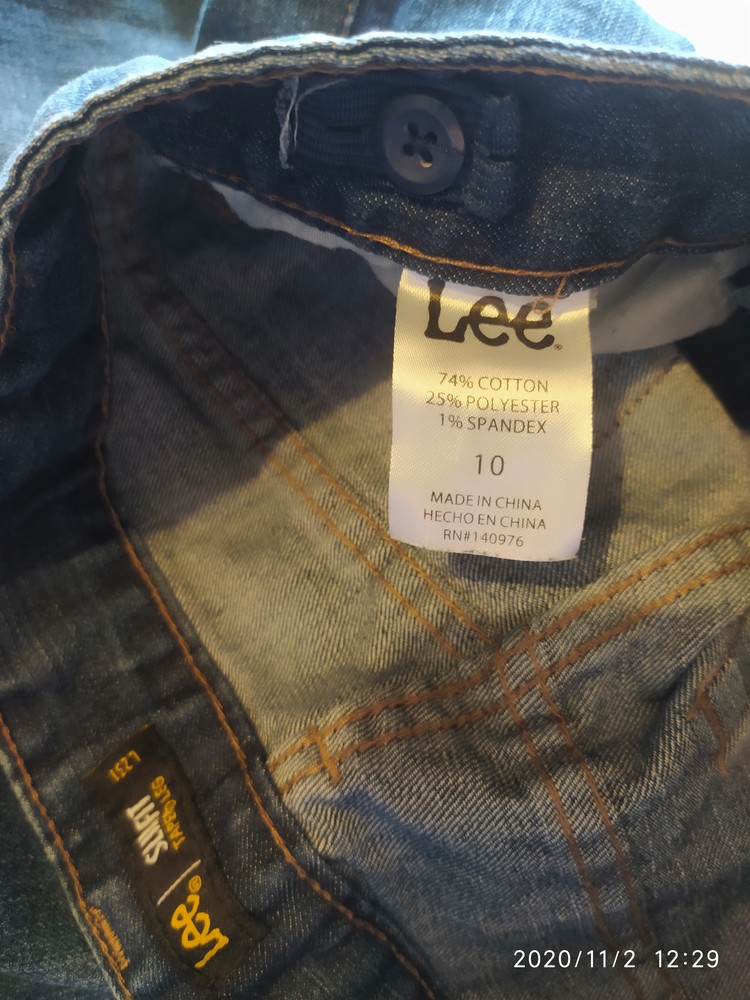 Lee®
74% COTTON
25% POLYESTER
1% SPANDEX
10
MADE IN CHINA
HECHO EN CHINA
RN#140976
Lee® | SLIM FIT
TAPERED LEG
2020/11/2 12:29